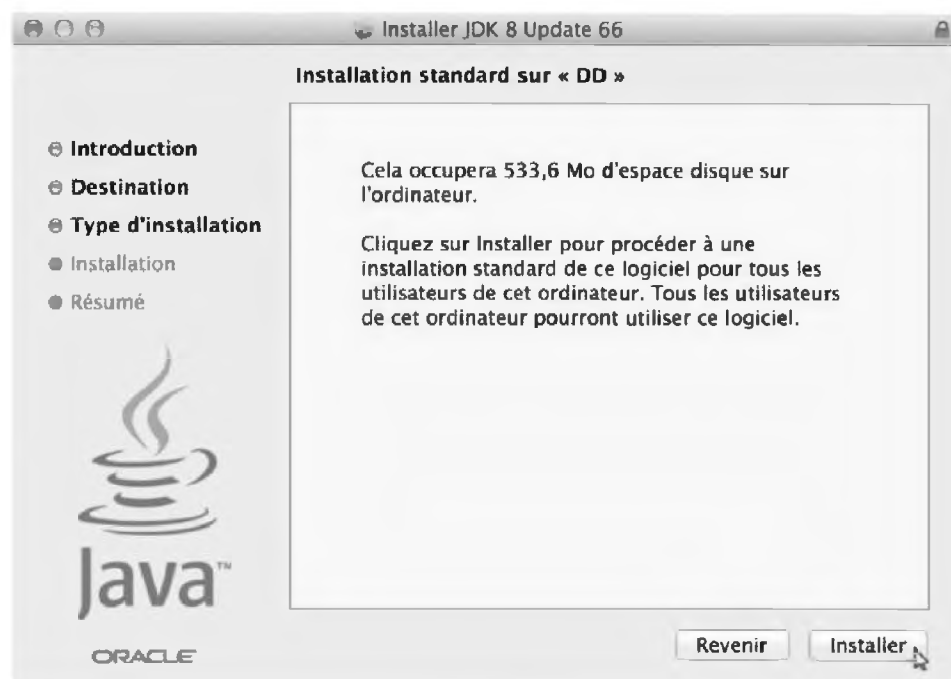 Installer JDK 8 Update 66
Installation standard sur « DD »
Introduction
Destination
Type d'installation
Installation
Résumé
Cela occupera 533,6 Mo d'espace disque sur
l'ordinateur.
Cliquez sur Installer pour procéder à une
installation standard de ce logiciel pour tous les
utilisateurs de cet ordinateur. Tous les utilisateurs
de cet ordinateur pourront utiliser ce logiciel.
Java™
ORACLE
Revenir
Installer